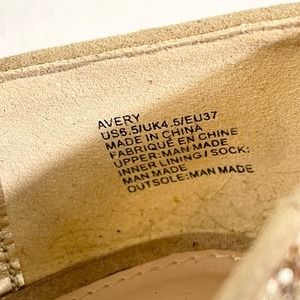 AVERY
US6.5/UK4.5/EU37
MADE IN CHINA
FABRIQUÉ EN CHINE
UPPER:MAN MADE
INNER LINING / SOCK:
MAN MADE
OUTSOLE:MAN MADE